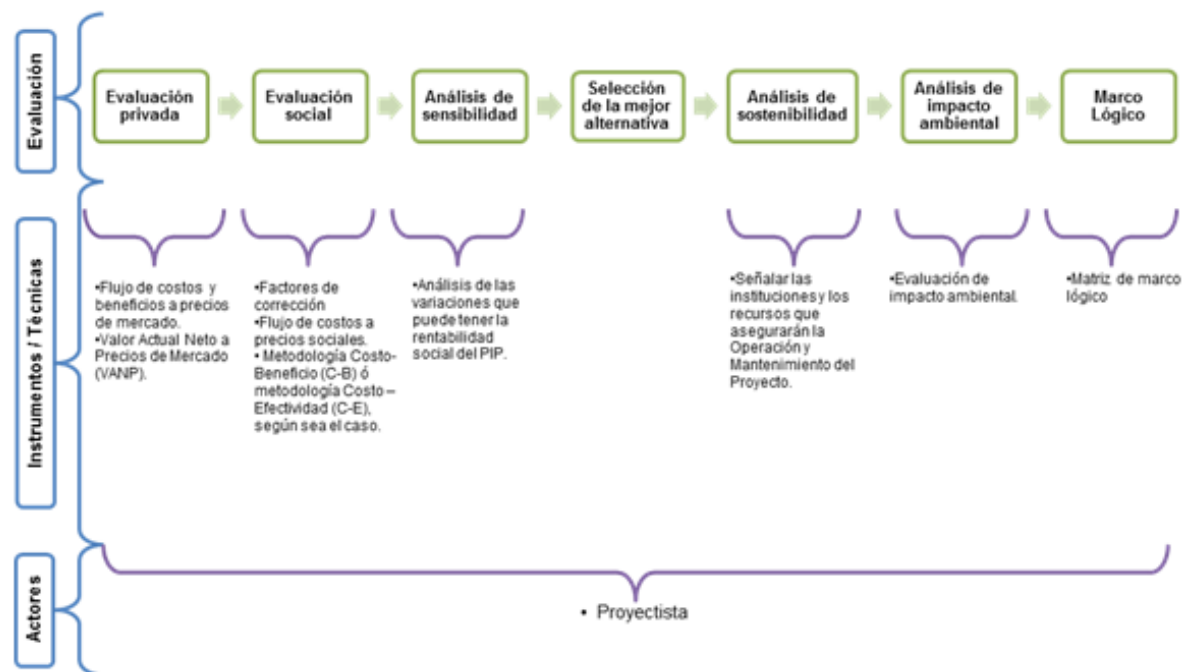 Evaluación
Evaluación
privada
Evaluación
social
Análisis de
sensibilidad
Selección
de la mejor
alternativa
Análisis de
sostenibilidad
Análisis de
impacto
ambiental
Marco
Lógico
Instrumentos / Técnicas
•Flujo de costos y
beneficios a precios
de mercado.
•Valor Actual Neto a
Precios de Mercado
(VANP).
•Factores de
corrección
•Flujo de costos a
precios sociales.
• Metodología Costo-
Beneficio (C-B) ó
metodología Costo –
Efectividad (C-E),
según sea el caso.
•Análisis de las
variaciones que
puede tener la
rentabilidad
social del PIP.
•Señalar las
instituciones y los
recursos que
asegurarán la
Operación y
Mantenimiento del
Proyecto.
•Evaluación de
impacto ambiental.
•Matriz de marco
lógico
Actores
• Proyectista